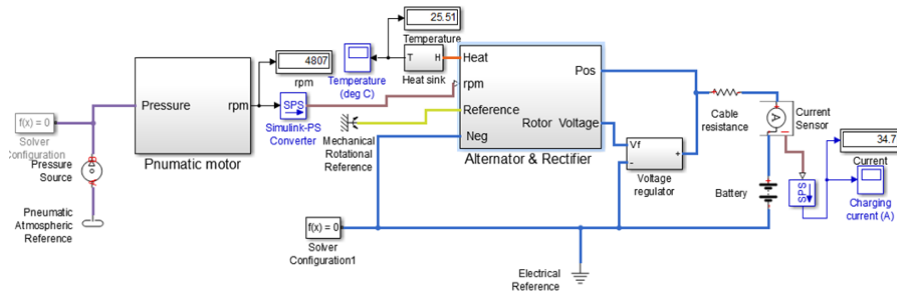 25.51
Temperature
4807
rpm
Temperature
(deg C)
T
H
Heat sink
Heat
rpm
Reference
Neg
Pos
Rotor Voltage
Alternator & Rectifier
Pressure
rpm
Pnumatic motor
SPS
Simulink-PS
Converter
f(x) = 0
Solver
Configuration
Pressure
Source
Pneumatic
Atmospheric
Reference
Mechanical
Rotational
Reference
Vf
+
-
Voltage
regulator
Cable
resistance
A
Current
Sensor
34.7
Current
SPS
Charging
current (A)
Battery
f(x) = 0
Solver
Configuration1
Electrical
Reference